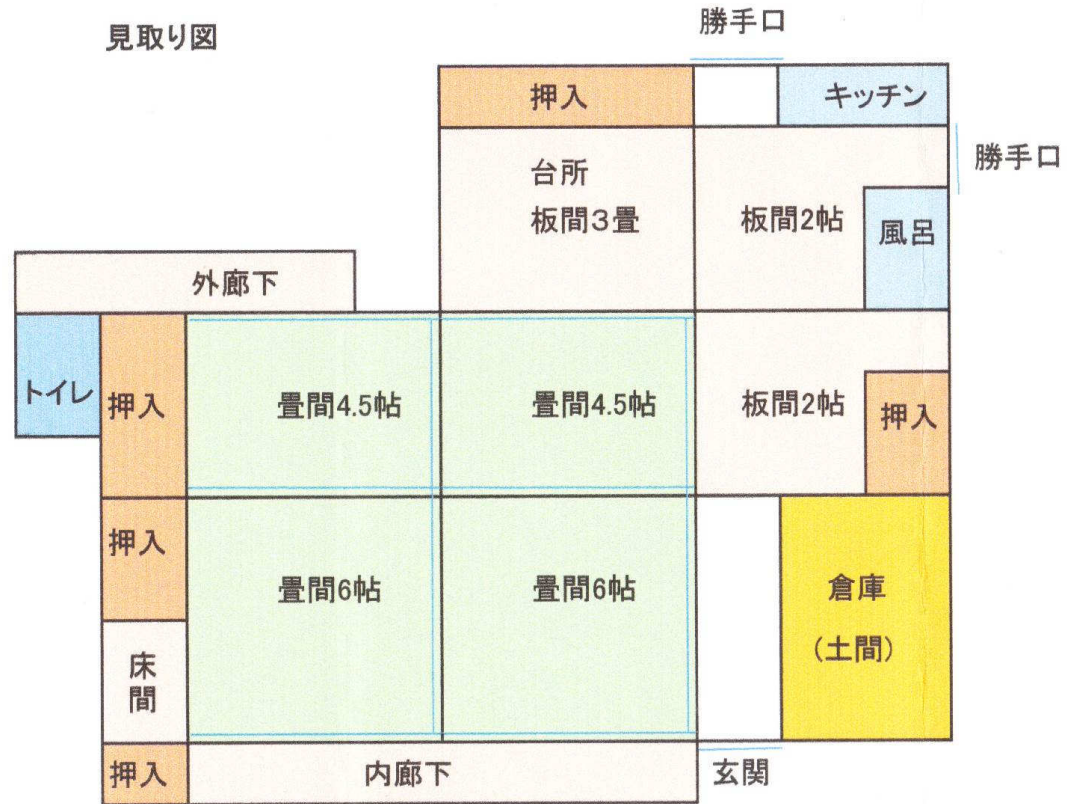 見取り図
勝手口
押入
キッチン
勝手口
台所
板間3畳
板間2帖
風呂
外廊下
トイレ
押入
畳間4.5帖
畳間4.5帖
板間2帖
押入
押入
畳間6帖
畳間6帖
倉庫
(土間)
床
間
押入
内廊下
玄関